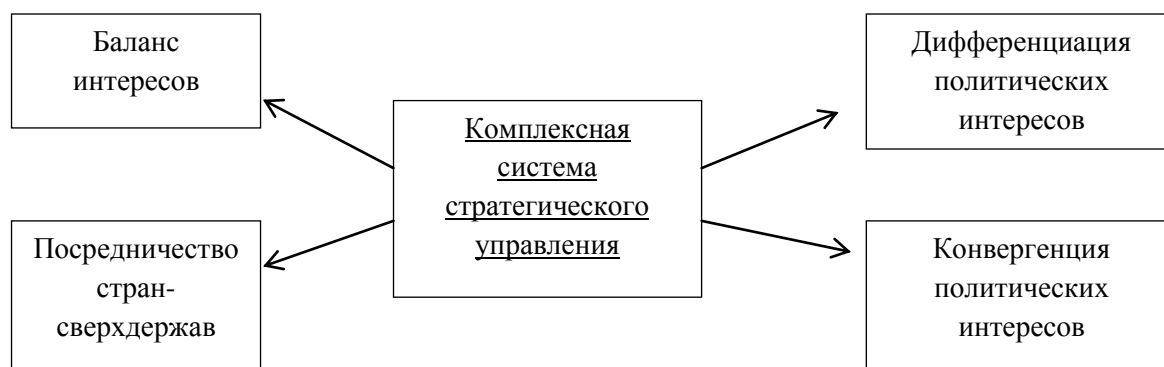 Баланс
интересов
Посредничество
стран-
сверхдержав
Комплексная
система
стратегического
управления
Дифференциация
политических
интересов
Конвергенция
политических
интересов